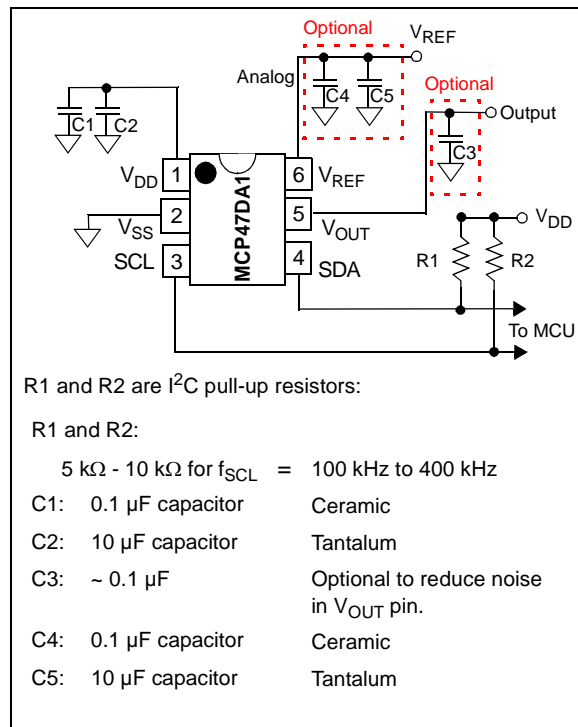 Optional
VREF
Analog
Optional
C4
C5
C1
C2
Output
C3
VDD
1
6
VREF
MCP47DA1
VSS
2
5
VOUT
VDD
SCL
3
4
SDA
R1
R2
To MCU
R1 and R2 are I²C pull-up resistors:
R1 and R2:
5 kΩ - 10 kΩ for fSCL = 100 kHz to 400 kHz
C1: 0.1 µF capacitor Ceramic
C2: 10 µF capacitor Tantalum
C3: ~ 0.1 µF Optional to reduce noise
in VOUT pin.
C4: 0.1 µF capacitor Ceramic
C5: 10 µF capacitor Tantalum